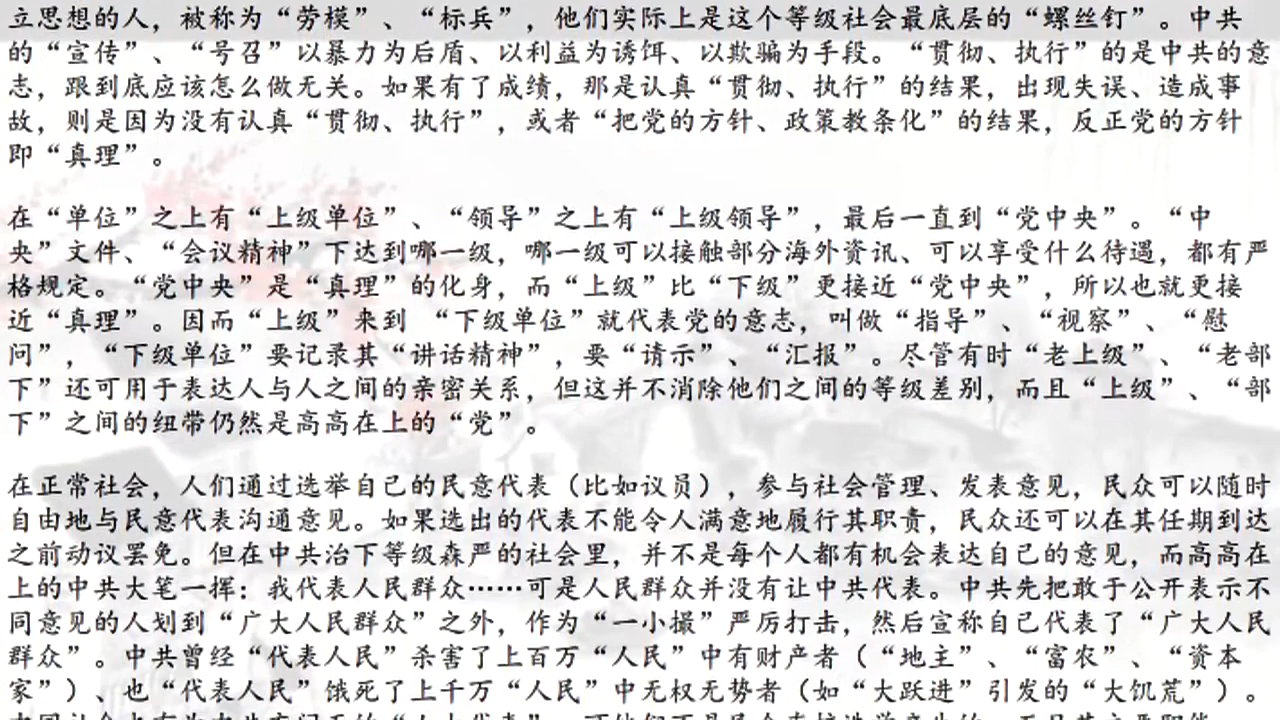 立思想的人，被称为“劳模”、“标兵”，他们实际上是这个等级社会最底层的“螺丝钉”。中共
的“宣传”、“号召”以暴力为后盾、以利益为诱饵、以欺骗为手段。“贯彻、执行”的是中共的意
志，跟到底应该怎么做无关。如果有了成绩，那是认真“贯彻、执行”的结果，出现失误、造成事
故，则是因为没有认真“贯彻、执行”，或者“把党的方针、政策教条化”的结果，反正党的方针
即“真理”。
在“单位”之上有“上级单位”、“领导”之上有“上级领导”，最后一直到“党中央”。“中
央”文件、“会议精神”下达到哪一级，哪一级可以接触部分海外资讯、可以享受什么待遇，都有严
格规定。“党中央”是“真理”的化身，而“上级”比“下级”更接近“党中央”，所以也就更接
近“真理”。因而“上级”来到 “下级单位”就代表党的意志，叫做“指导”、“视察”、“慰
问”，“下级单位”要记录其“讲话精神”，要“请示”、“汇报”。尽管有时“老上级”、“老部
下”还可用于表达人与人之间的亲密关系，但这并不消除他们之间的等级差别，而且“上级”、“部
下”之间的纽带仍然是高高在上的“党”。
在正常社会，人们通过选举自己的民意代表（比如议员），参与社会管理、发表意见，民众可以随时
自由地与民意代表沟通意见。如果选出的代表不能令人满意地履行其职责，民众还可以在其任期到达
之前动议罢免。但在中共治下等级森严的社会里，并不是每个人都有机会表达自己的意见，而高高在
上的中共大笔一挥：我代表人民群众……可是人民群众并没有让中共代表。中共先把敢于公开表示不
同意见的人划到“广大人民群众”之外，作为“一小撮”严厉打击，然后宣称自己代表了“广大人民
群众”。中共曾经“代表人民”杀害了上百万“人民”中有财产者（“地主”、“富农”、“资本
家”）、也“代表人民”饿死了上千万“人民”中无权无势者（如“大跃进”引发的“大饥荒”）。